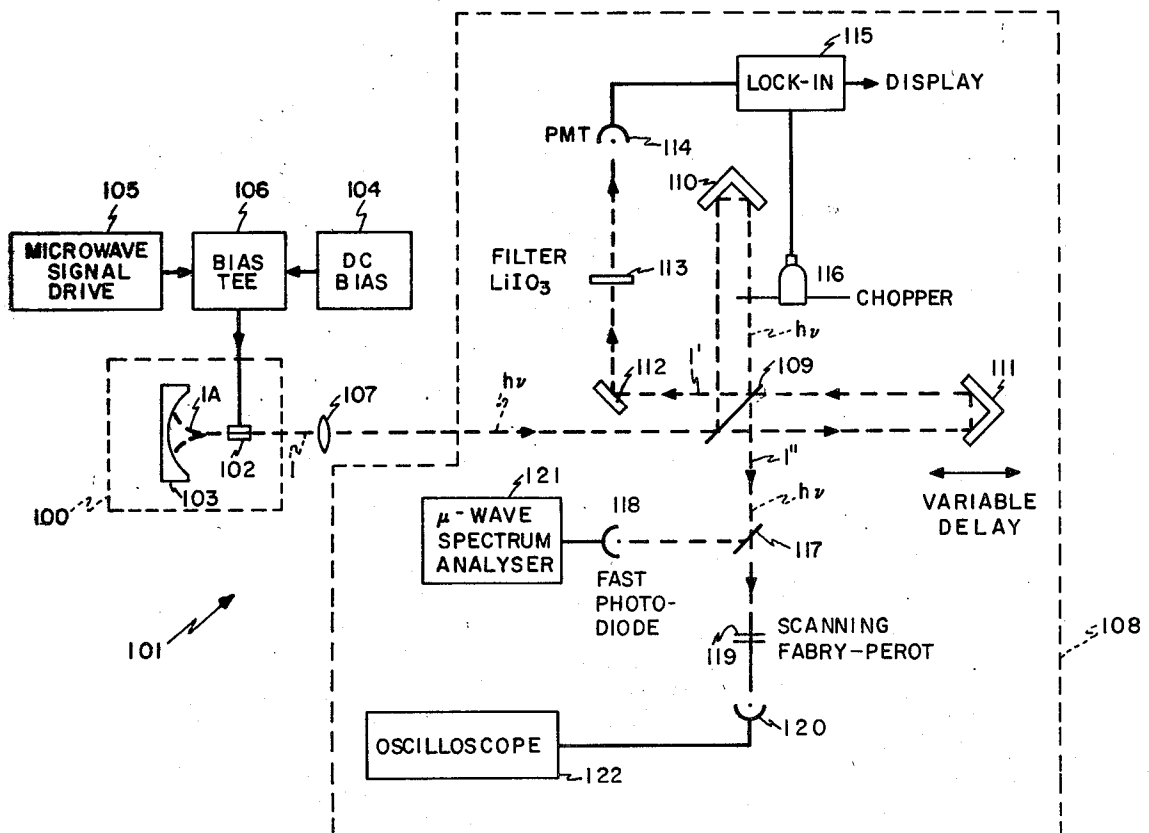 115
LOCK-IN
DISPLAY
PMT
114
110
105
106
104
MICROWAVE
SIGNAL
DRIVE
BIAS
TEE
DC
BIAS
FILTER
LiIO3
113
116
CHOPPER
hν
1A
107
hν
112
1'
109
111
102
1
103
100
1"
hν
VARIABLE
DELAY
121
118
μ-WAVE
SPECTRUM
ANALYSER
117
FAST
PHOTO-
DIODE
101
119
SCANNING
FABRY-PEROT
108
120
OSCILLOSCOPE
122